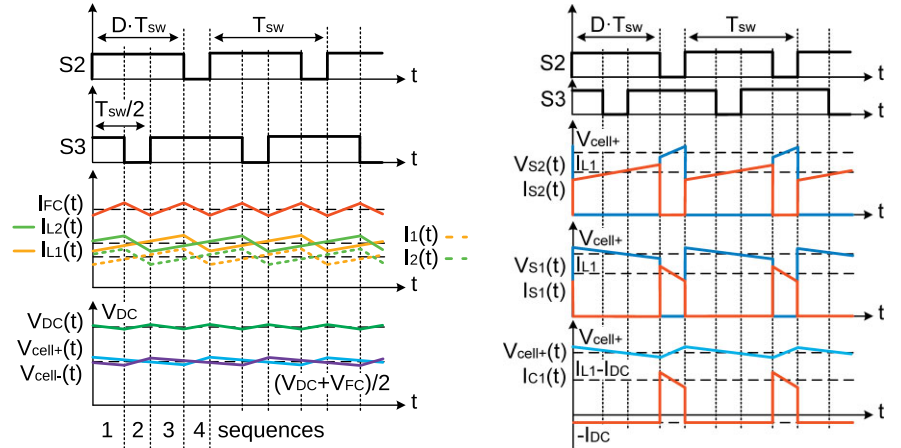 D·Tsw Tsw
S2 t
Tsw/2
S3 t
IFC(t)
IL2(t)
IL1(t)
I1(t)
I2(t)
t
VDC(t) VDC
Vcell+(t)
Vcell-(t)
(VDC+VFC)/2
t
1 2 3 4 sequences
D·Tsw Tsw
S2 t
S3 t
Vcell+
VS2(t) IL1
IS2(t)
t
Vcell+
VS1(t) IL1
IS1(t)
t
Vcell+
Vcell+(t)
IC1(t) IL1-IDC
t
-IDC